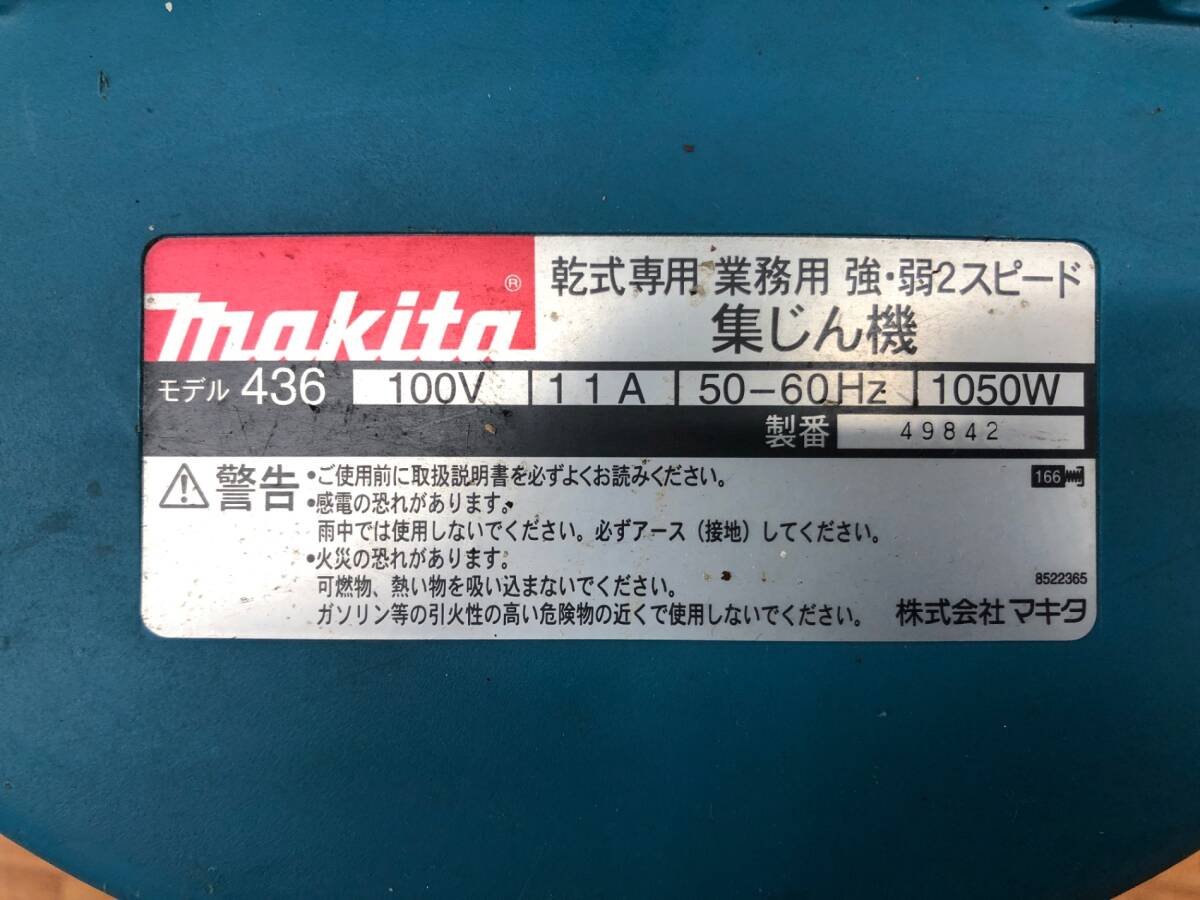 makita®
乾式専用 業務用 強・弱2スピード
集じん機
モデル 436 100V 11A 50-60Hz 1050W
製番 49842
警告
•ご使用前に取扱説明書を必ずよくお読みください。
166
•感電の恐れがあります。
雨中では使用しないでください。必ずアース（接地）してください。
•火災の恐れがあります。
可燃物、熱い物を吸い込まないでください。
8522365
ガソリン等の引火性の高い危険物の近くで使用しないでください。
株式会社マキタ